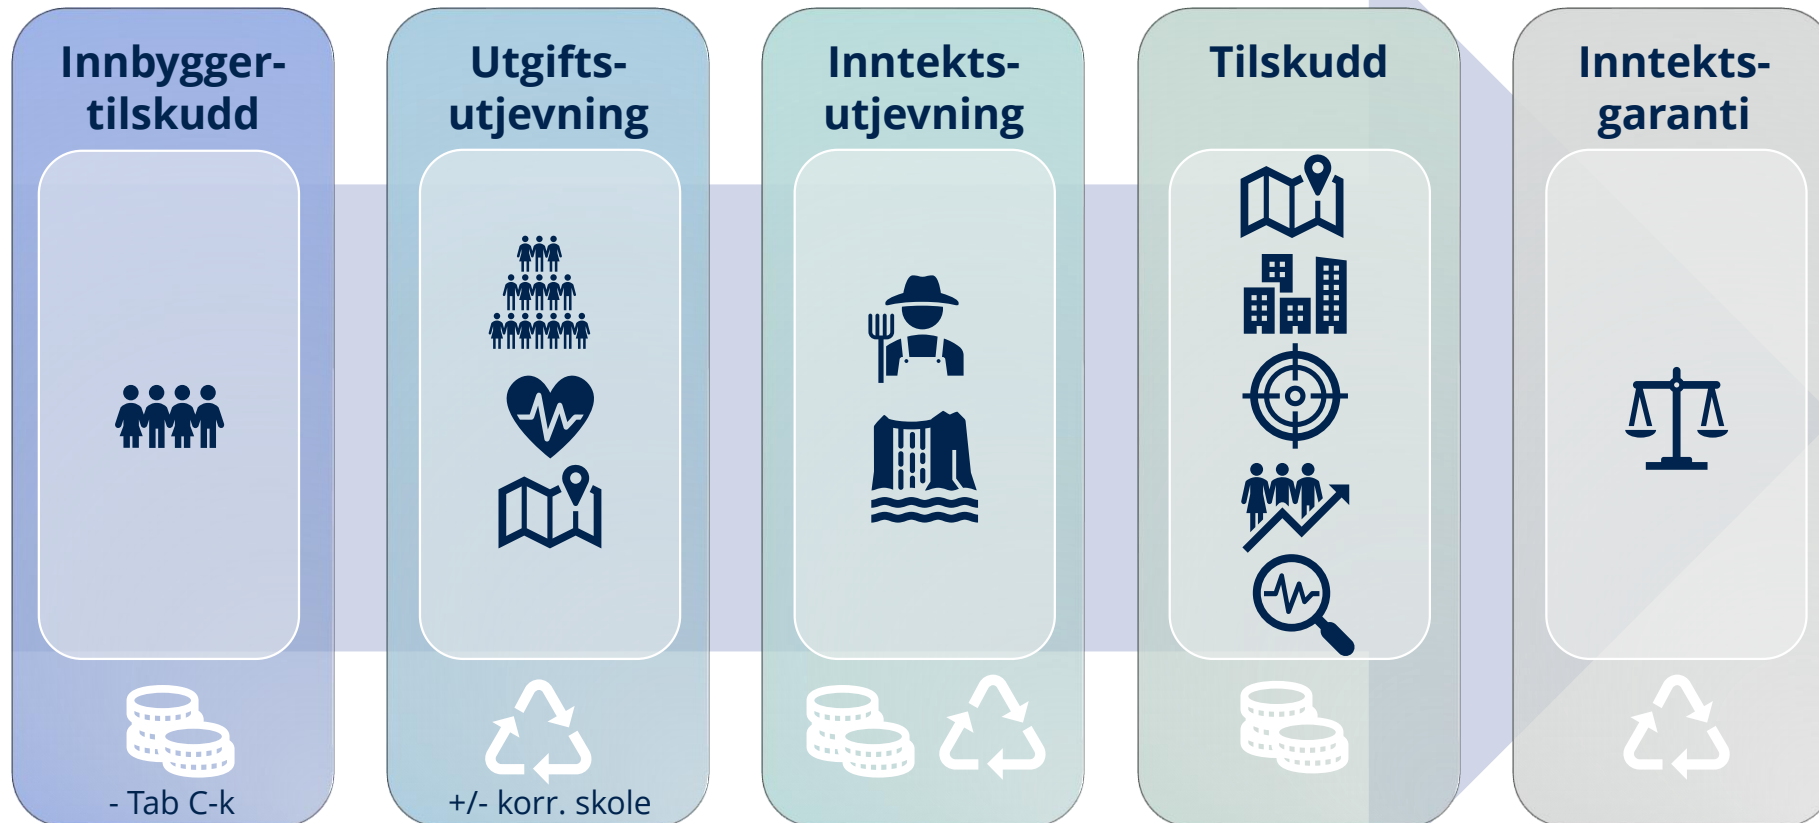 Innbygger-
tilskudd
Utgifts-
utjevning
Inntekts-
utjevning
Tilskudd
Inntekts-
garanti
- Tab C-k
+/- korr. skole